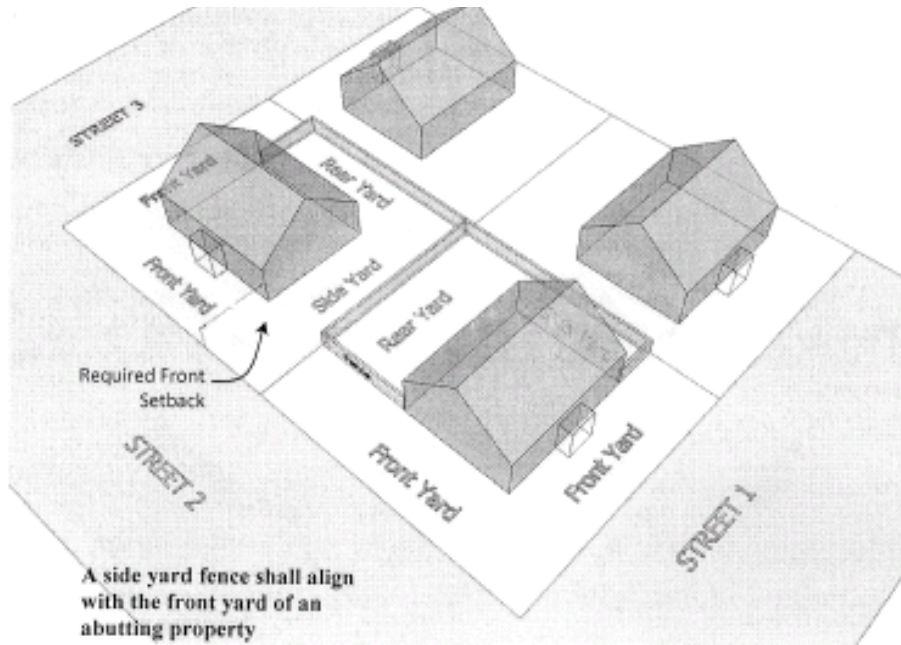 STREET 3
Front Yard
Rear Yard
Front Yard
Side Yard
Rear Yard
Required Front
Setback
STREET 2
Front Yard
Front Yard
STREET 1
A side yard fence shall align
with the front yard of an
abutting property